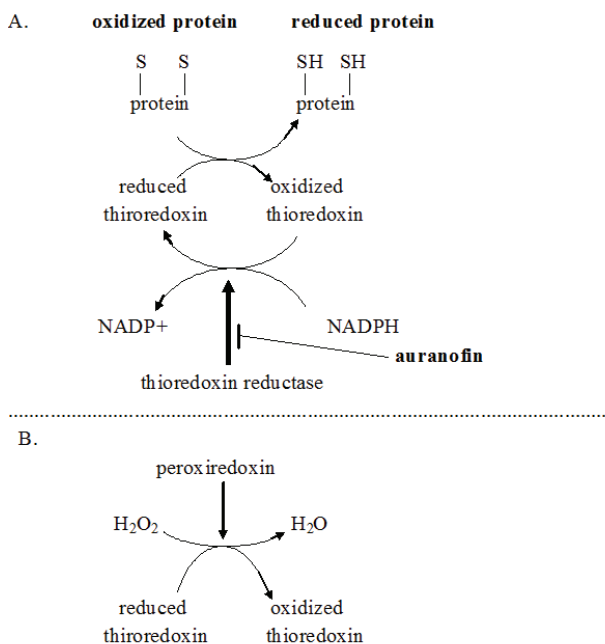 A. oxidized protein reduced protein
S S SH SH
protein protein
reduced oxidized
thiroredoxin thioredoxin
NADP+ NADPH
auranofin
thioredoxin reductase
B.
peroxiredoxin
H₂O₂ H₂O
reduced oxidized
thiroredoxin thioredoxin